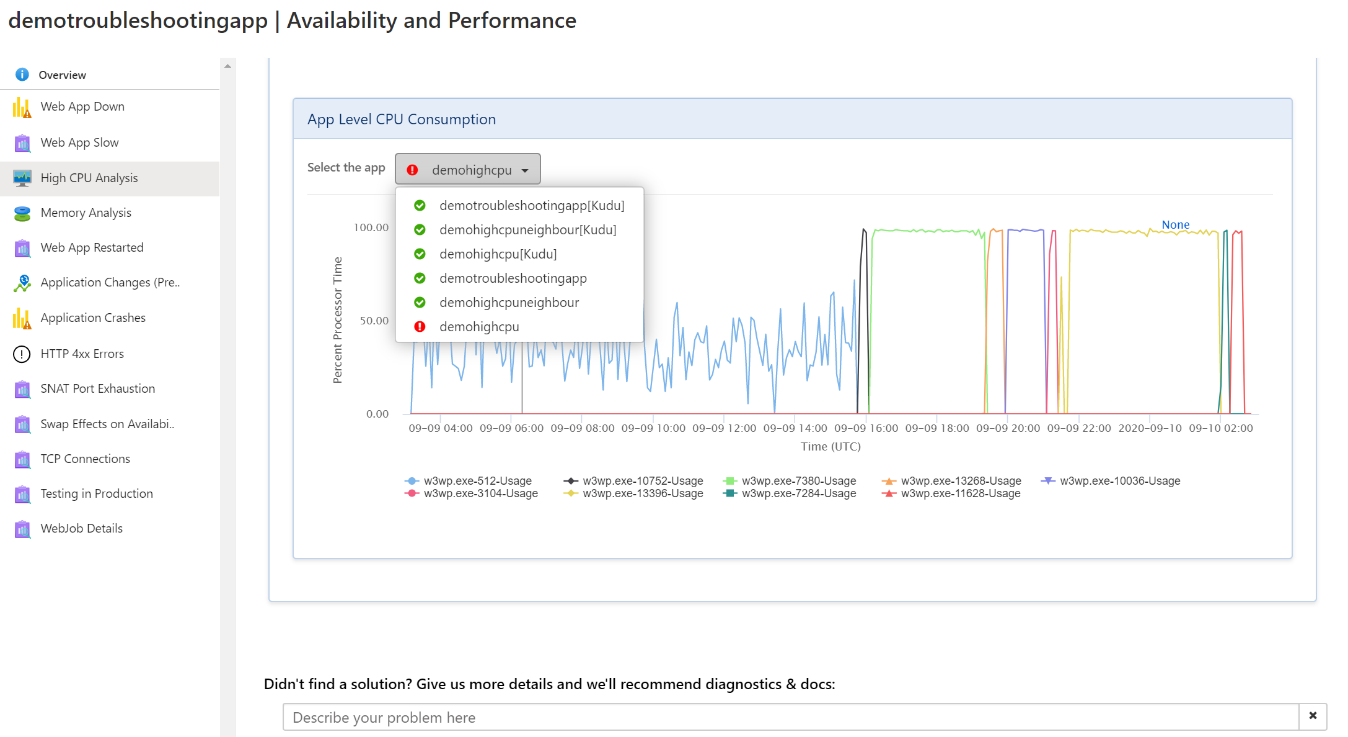 demotroubleshootingapp | Availability and Performance
Overview
Web App Down
Web App Slow
High CPU Analysis
Memory Analysis
Web App Restarted
Application Changes (Pre..
Application Crashes
HTTP 4xx Errors
SNAT Port Exhaustion
Swap Effects on Availabi..
TCP Connections
Testing in Production
WebJob Details
App Level CPU Consumption
Select the app demohighcpu
demotroubleshootingapp[Kudu]
demohighcpuneighbour[Kudu]
demohighcpu[Kudu]
demotroubleshootingapp
demohighcpuneighbour
demohighcpu
Percent Processor Time
100.00
50.00
0.00
None
09-09 04:00 09-09 06:00 09-09 08:00 09-09 10:00 09-09 12:00 09-09 14:00 09-09 16:00 09-09 18:00 09-09 20:00 09-09 22:00 2020-09-10 09-10 02:00
Time (UTC)
w3wp.exe-512-Usage w3wp.exe-10752-Usage w3wp.exe-7380-Usage w3wp.exe-13268-Usage w3wp.exe-10036-Usage
w3wp.exe-3104-Usage w3wp.exe-13396-Usage w3wp.exe-7284-Usage w3wp.exe-11628-Usage
Didn't find a solution? Give us more details and we'll recommend diagnostics & docs:
Describe your problem here